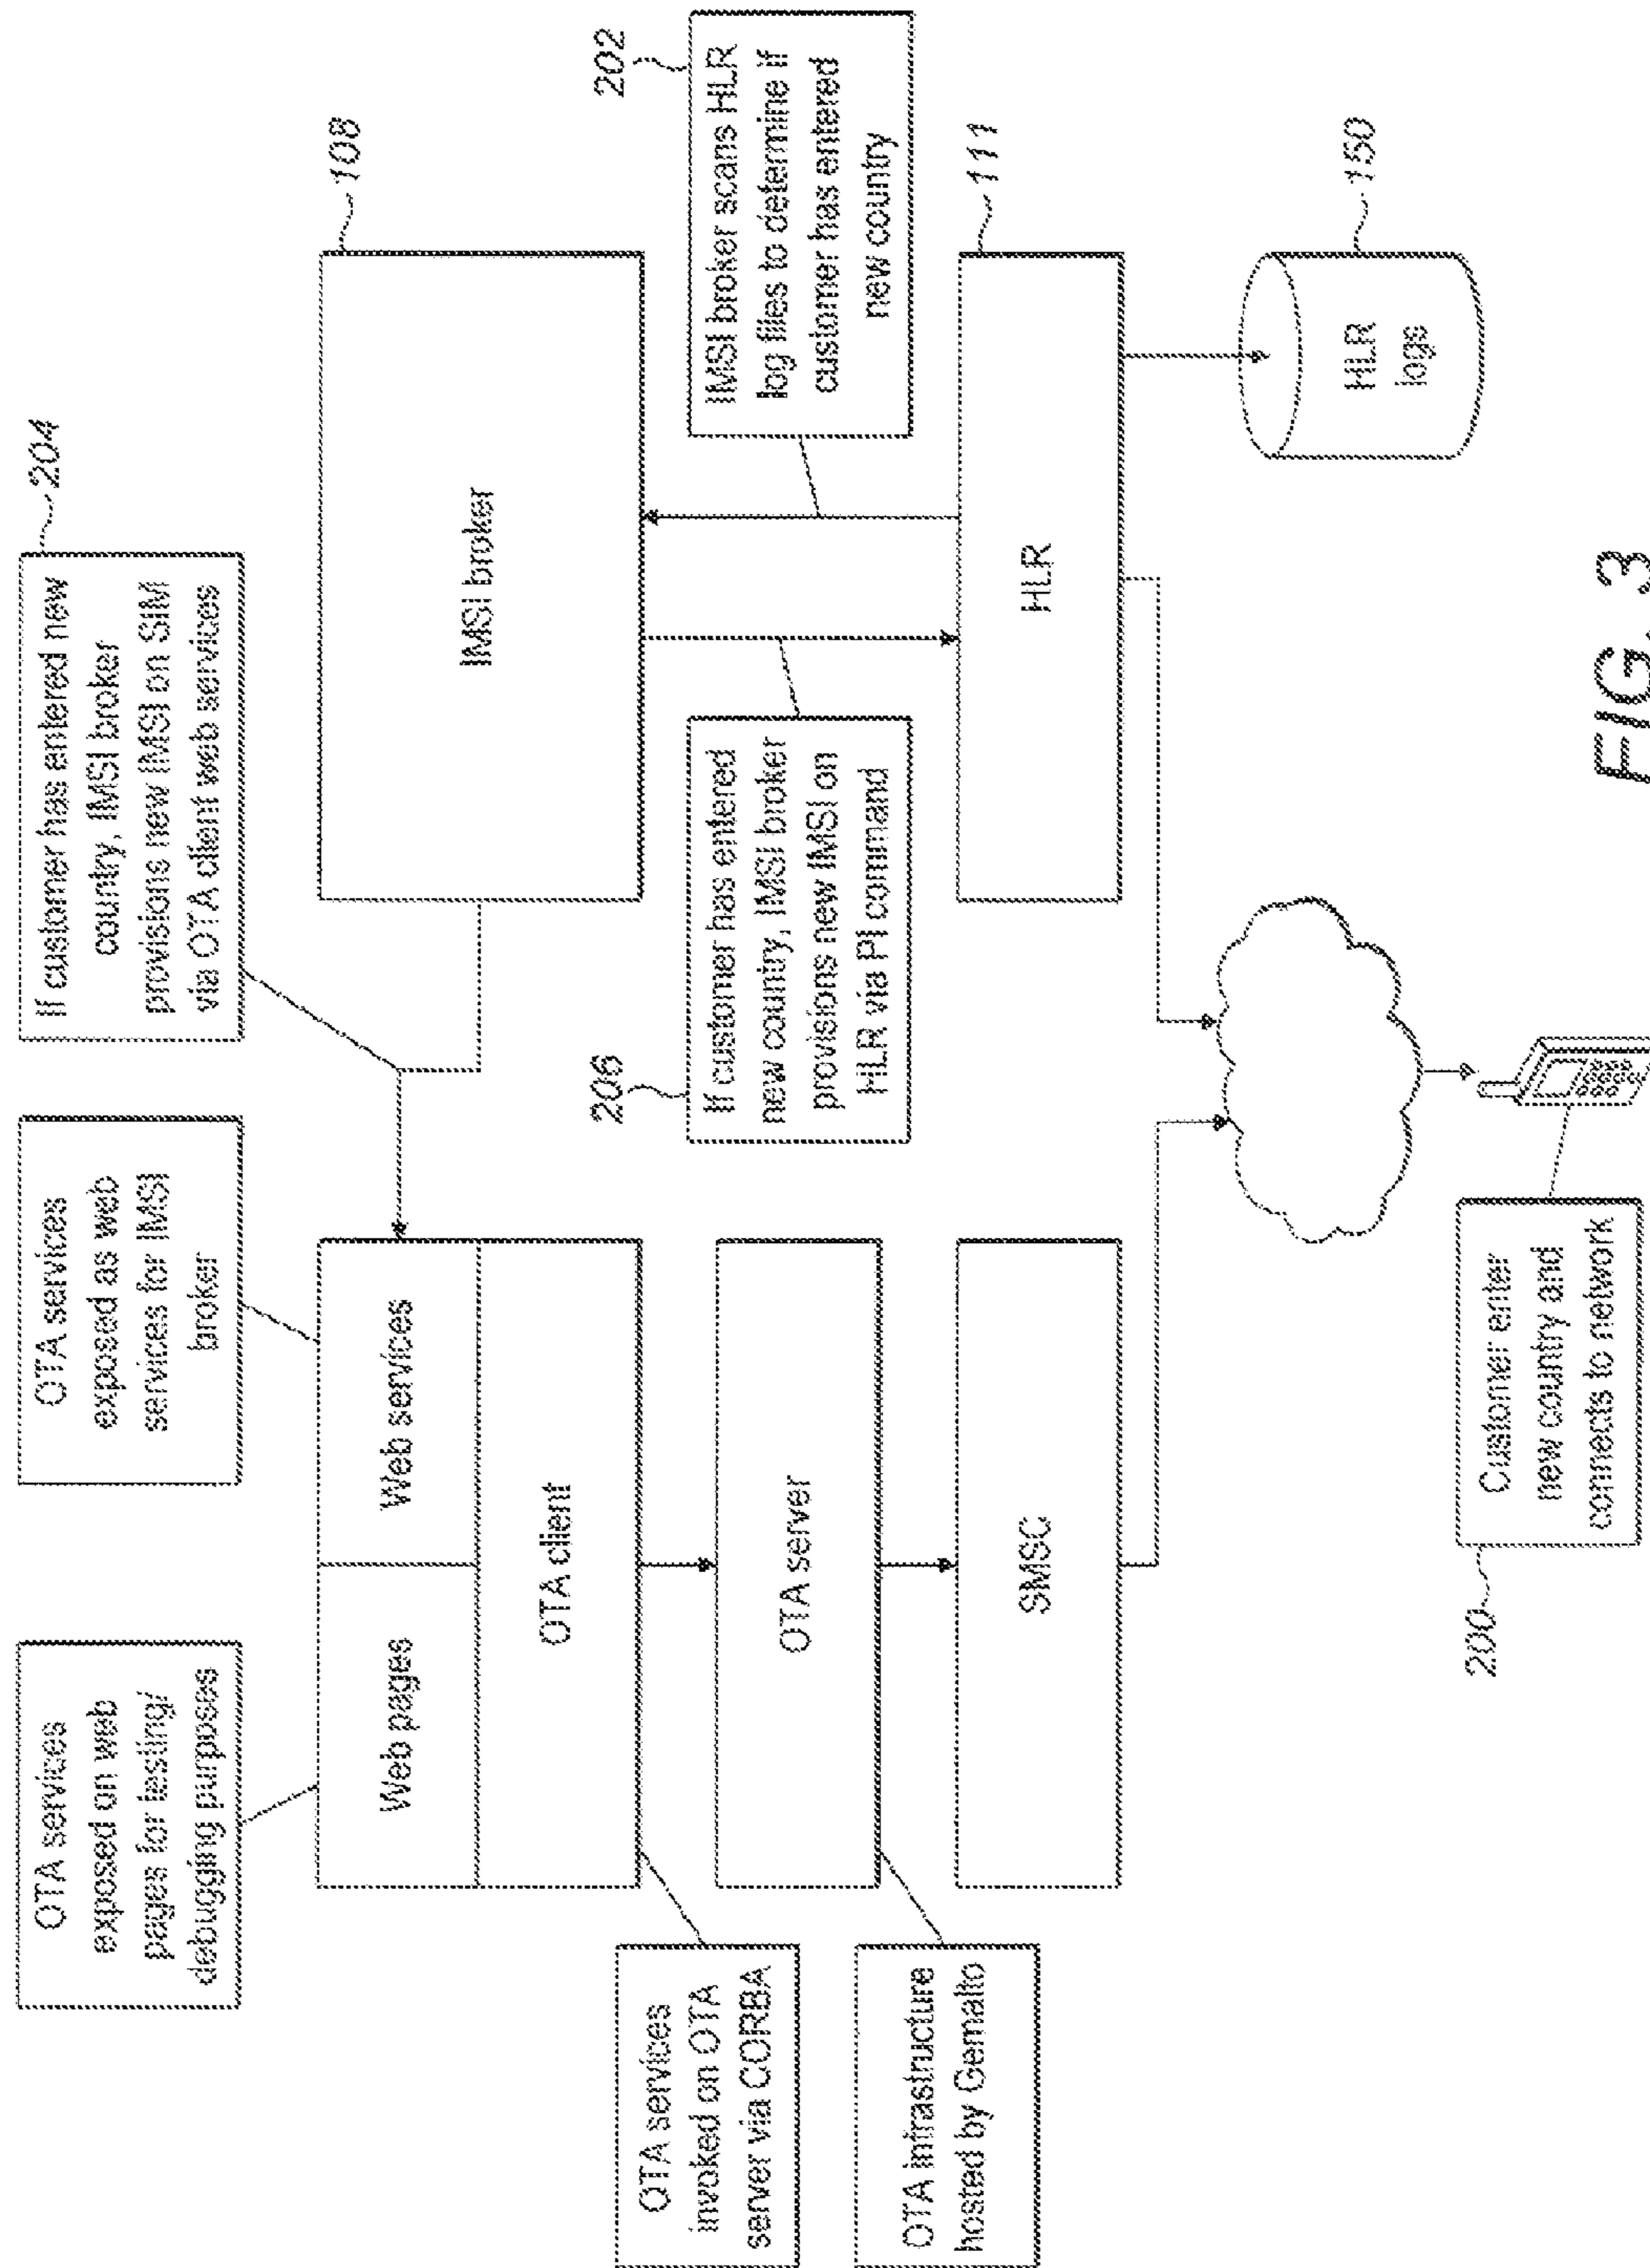 OTA services
exposed on web
pages for testing/
debugging purposes
OTA services
exposed as web
services for IMSI
broker
204
If customer has entered new
country, IMSI broker
provisions new IMSI on SIM
via OTA client web services
Web pages
Web services
OTA client
IMSI broker
108
OTA services
invoked on OTA
server via CORBA
OTA server
206
If customer has entered
new country, IMSI broker
provisions new IMSI on
HLR via PI command
202
IMSI broker scans HLR
log files to determine if
customer has entered
new country
OTA infrastructure
hosted by Gemalto
SMSC
HLR
111
HLR
logs
150
200
Customer enter
new country and
connects to network
FIG. 3